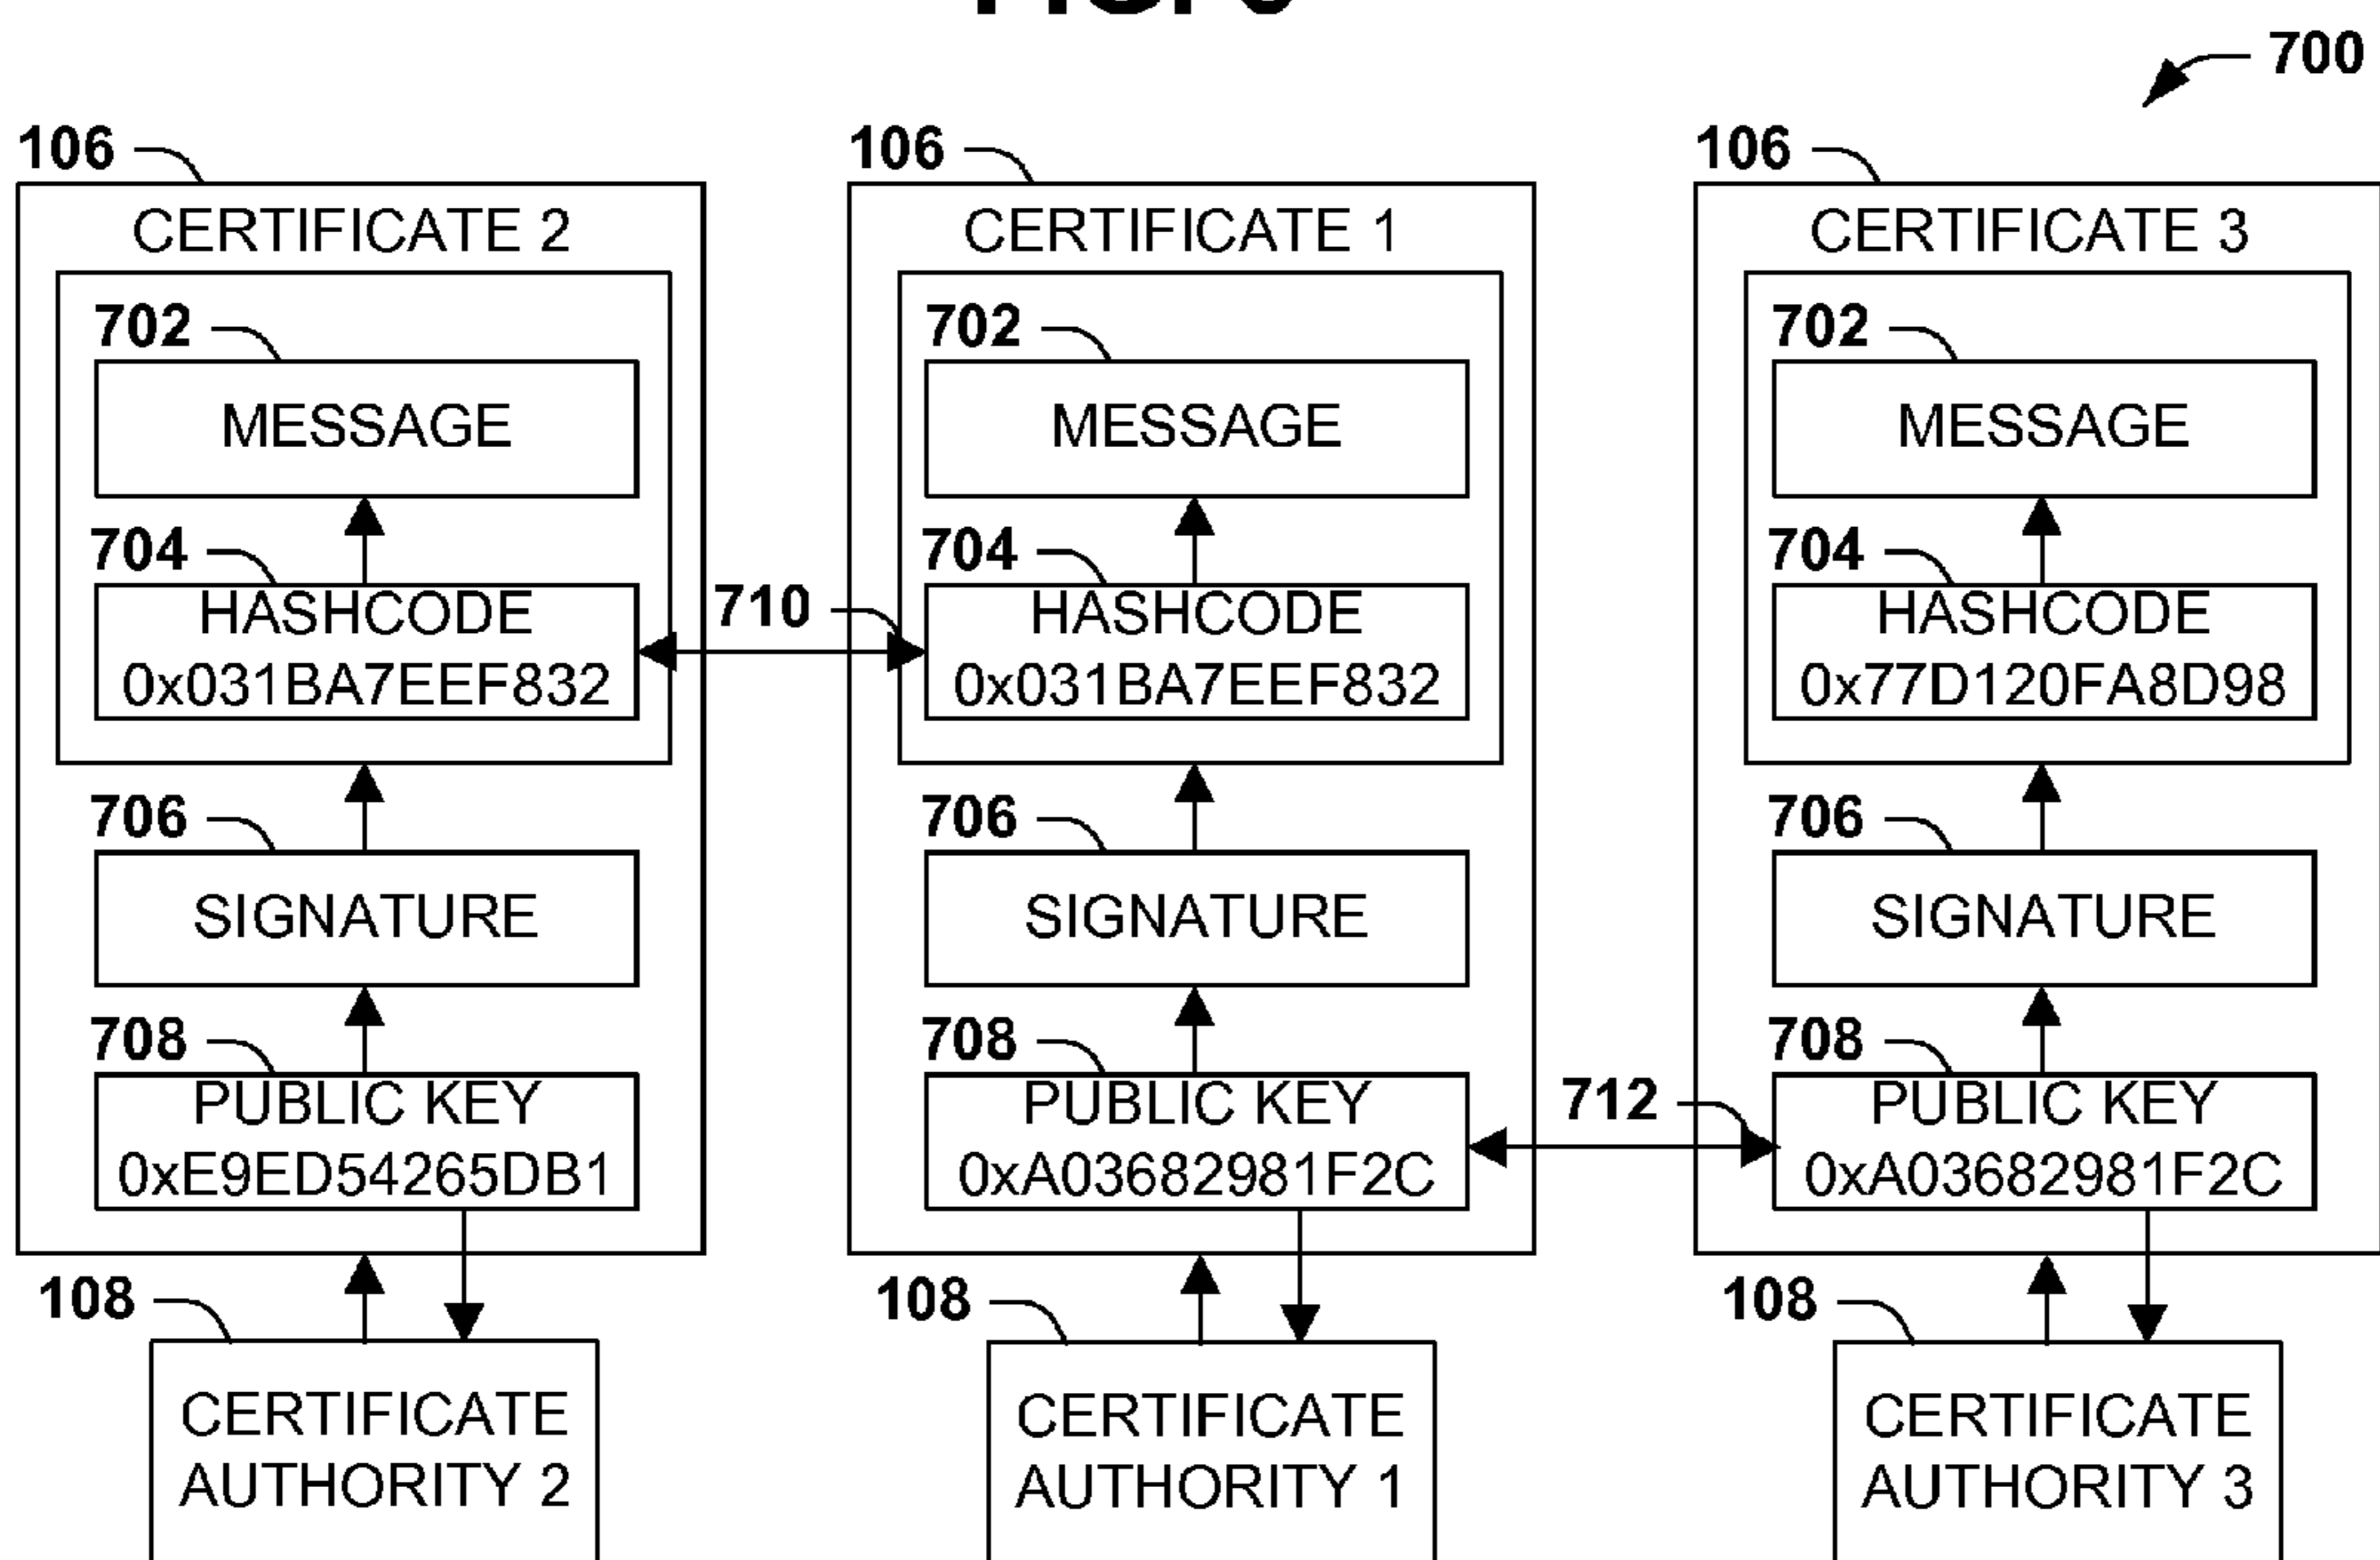 700
106
106
106
CERTIFICATE 2
CERTIFICATE 1
CERTIFICATE 3
702
702
702
MESSAGE
MESSAGE
MESSAGE
704
704
704
HASHCODE
0x031BA7EEF832
710
HASHCODE
0x031BA7EEF832
HASHCODE
0x77D120FA8D98
706
706
706
SIGNATURE
SIGNATURE
SIGNATURE
708
708
708
PUBLIC KEY
0xE9ED54265DB1
PUBLIC KEY
0xA03682981F2C
712
PUBLIC KEY
0xA03682981F2C
108
108
108
CERTIFICATE
AUTHORITY 2
CERTIFICATE
AUTHORITY 1
CERTIFICATE
AUTHORITY 3